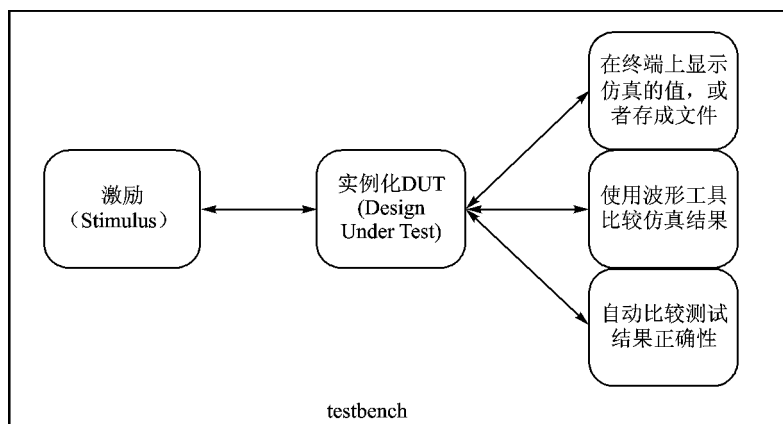 激励
（Stimulus）
实例化DUT
(Design
Under Test)
在终端上显示
仿真的值，或
者存成文件
使用波形工具
比较仿真结果
自动比较测试
结果正确性
testbench